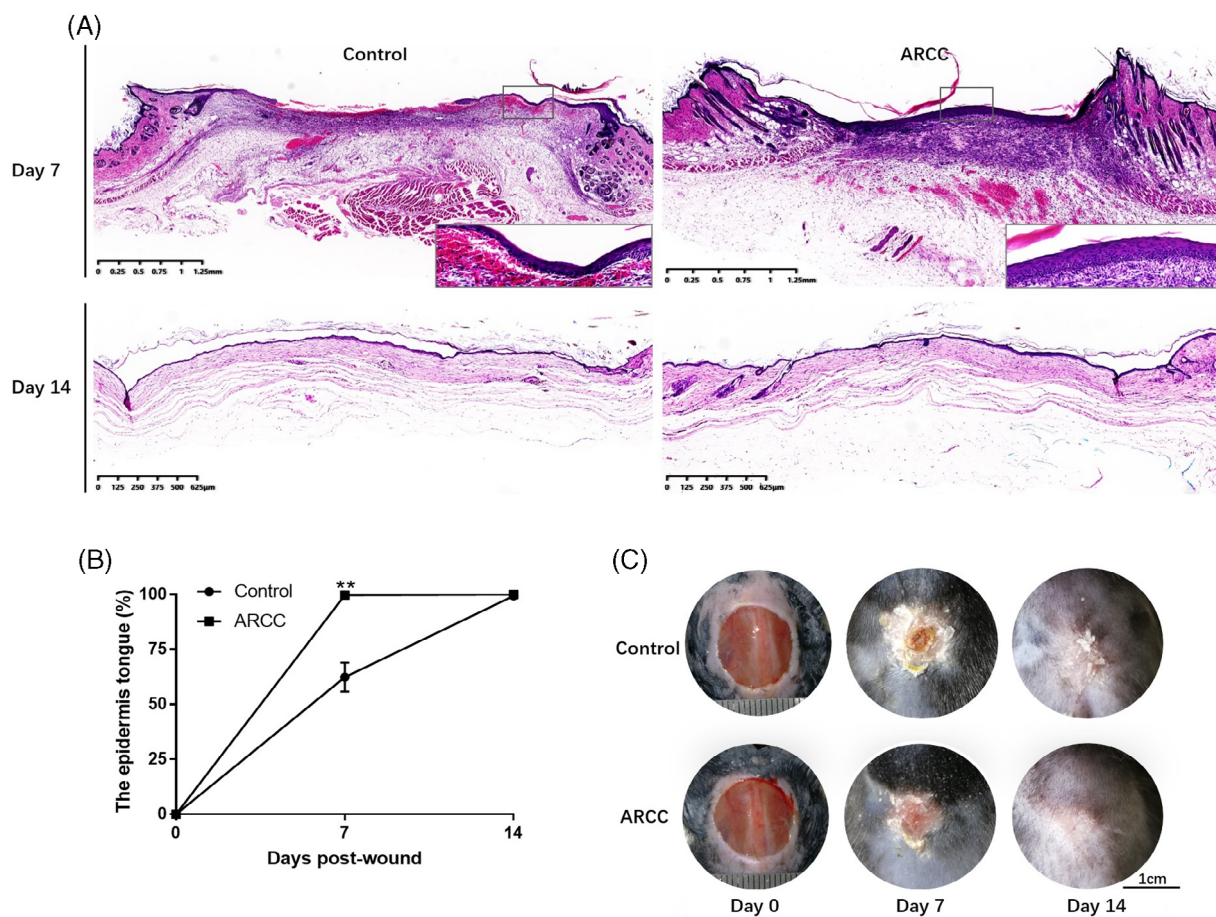 (A)
Control
ARCC
Day 7
0 0.25 0.5 0.75 1 1.25mm
0 0.25 0.5 0.75 1 1.25mm
Day 14
0 125 250 375 500 625μm
0 125 250 375 500 625μm
(B)
The epidermis tongue (%)
100
75
50
25
0
Control
ARCC
**
0 7 14
Days post-wound
(C)
Control
ARCC
Day 0 Day 7 Day 14
1cm